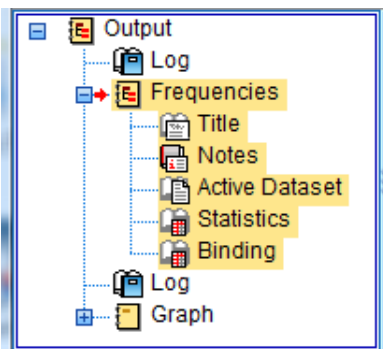 Output
Log
Frequencies
Title
Notes
Active Dataset
Statistics
Binding
Log
Graph